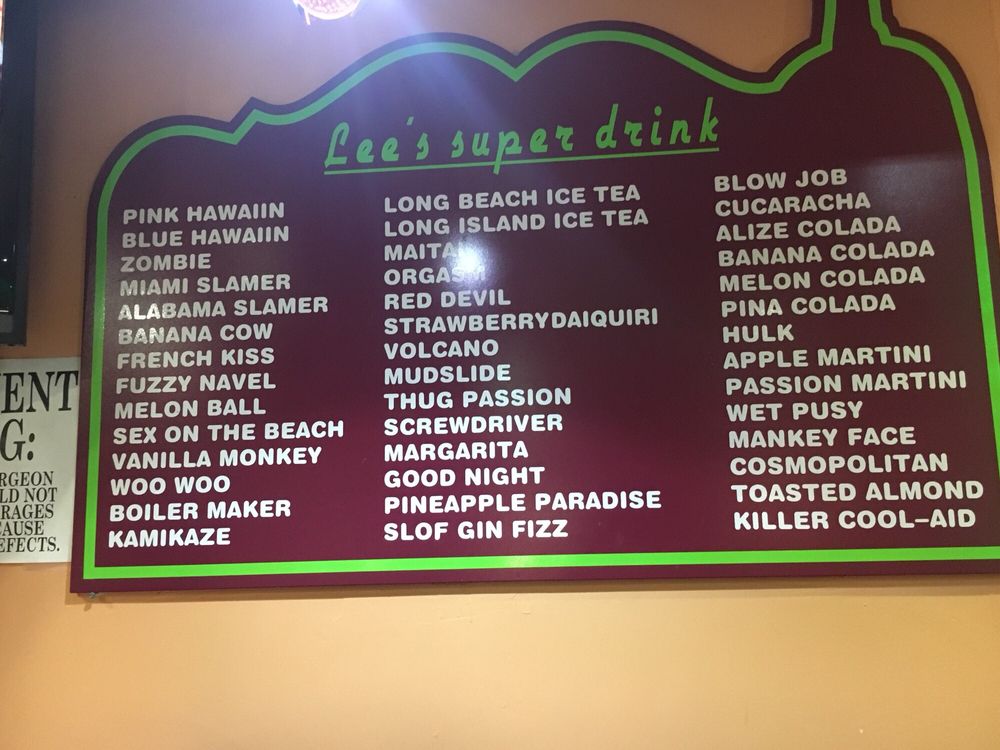 Lee's super drink
PINK HAWAIIN
BLUE HAWAIIN
ZOMBIE
MIAMI SLAMER
ALABAMA SLAMER
BANANA COW
FRENCH KISS
FUZZY NAVEL
MELON BALL
SEX ON THE BEACH
VANILLA MONKEY
WOO WOO
BOILER MAKER
KAMIKAZE
LONG BEACH ICE TEA
LONG ISLAND ICE TEA
MAITAI
ORGASM
RED DEVIL
STRAWBERRY DAIQUIRI
VOLCANO
MUDSLIDE
THUG PASSION
SCREWDRIVER
MARGARITA
GOOD NIGHT
PINEAPPLE PARADISE
SLOF GIN FIZZ
BLOW JOB
CUCARACHA
ALIZE COLADA
BANANA COLADA
MELON COLADA
PINA COLADA
HULK
APPLE MARTINI
PASSION MARTINI
WET PUSY
MANKEY FACE
COSMOPOLITAN
TOASTED ALMOND
KILLER COOL-AID
ENT
G:
RGEON
LD NOT
RAGES
AUSE
EFECTS.